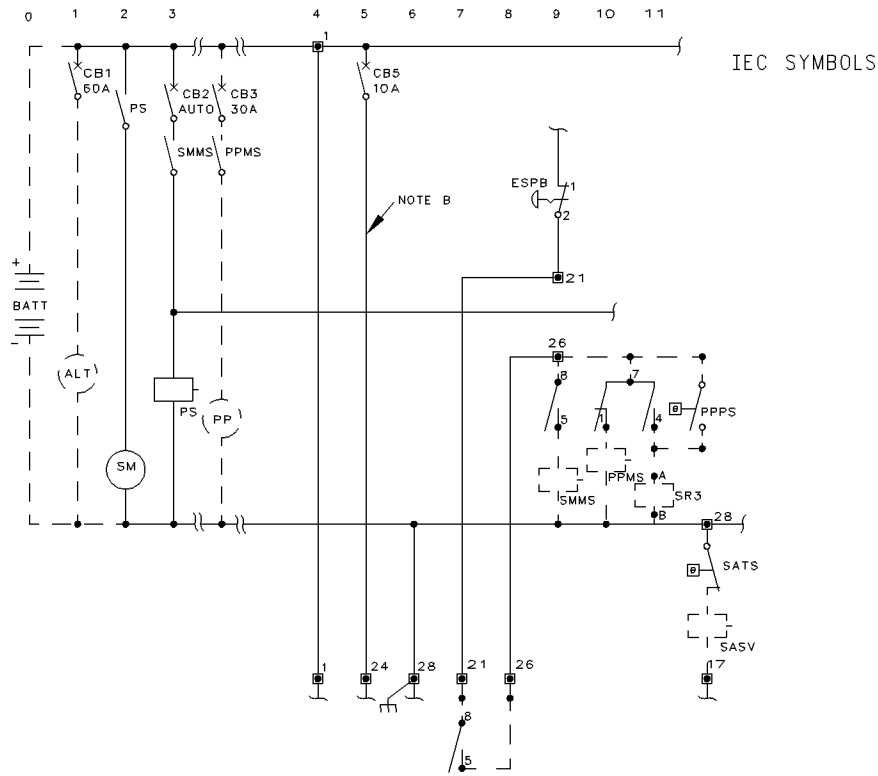 0 1 2 3 4 5 6 7 8 9 10 11
IEC SYMBOLS
1
CB1
60A
PS
CB2
AUTO
CB3
30A
CB5
10A
SMMS
PPMS
NOTE B
ESPB
1
2
21
+
BATT
-
ALT
PS
PP
SM
26
8
7
θ
PPPS
5
1
4
PPMS
A
SMMS
SR3
B
28
θ
SATS
SASV
1
24
28
21
26
17
8
5